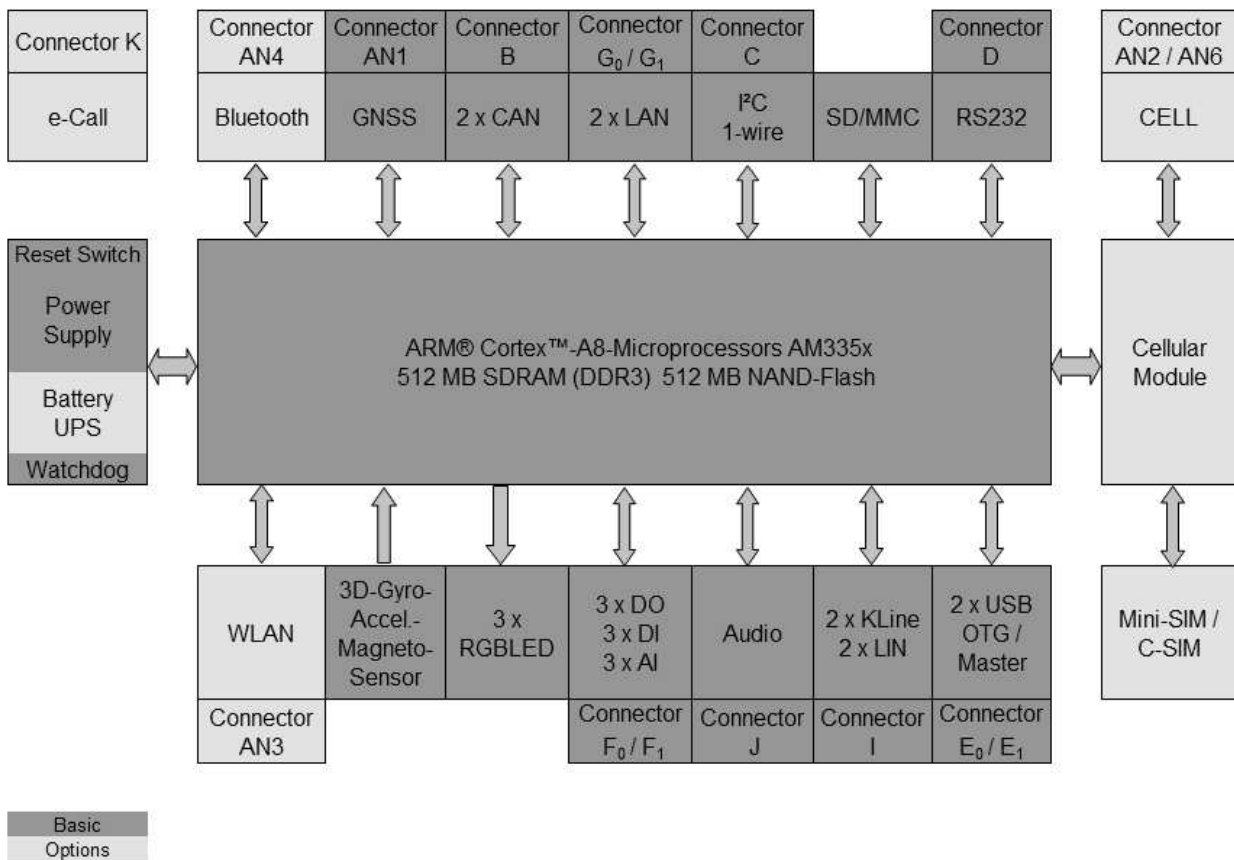 Connector K
e-Call
Connector
AN4
Bluetooth
Connector
AN1
GNSS
Connector
B
2 x CAN
Connector
G₀ / G₁
2 x LAN
Connector
C
I²C
1-wire
SD/MMC
Connector
D
RS232
Connector
AN2 / AN6
CELL
Reset Switch
Power
Supply
Battery
UPS
Watchdog
ARM® Cortex™-A8-Microprocessors AM335x
512 MB SDRAM (DDR3) 512 MB NAND-Flash
Cellular
Module
WLAN
Connector
AN3
3D-Gyro-
Accel.-
Magneto-
Sensor
3 x
RGBLED
3 x DO
3 x DI
3 x AI
Connector
F₀ / F₁
Audio
Connector
J
2 x KLine
2 x LIN
Connector
I
2 x USB
OTG /
Master
Connector
E₀ / E₁
Mini-SIM /
C-SIM
Basic
Options